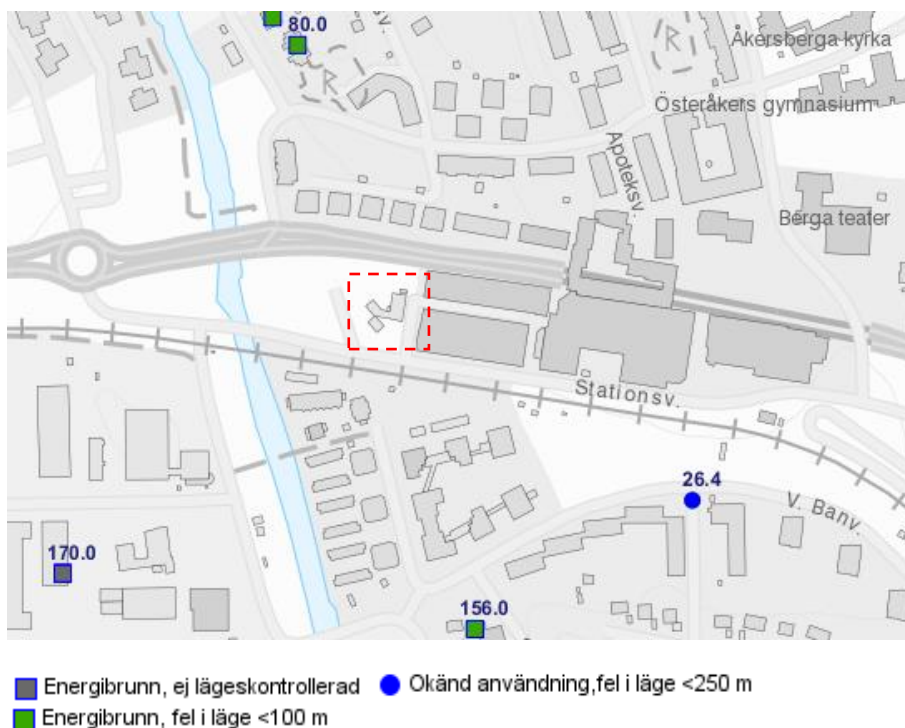 80.0
sv.
Åkersberga kyrka
R
R
Österåkers gymnasium
Apoteksv.
Berga teater
Stationsv.
26.4
V. Banv.
170.0
156.0
Energibrunn, ej lägeskontrollerad
Okänd användning,fel i läge <250 m
Energibrunn, fel i läge <100 m